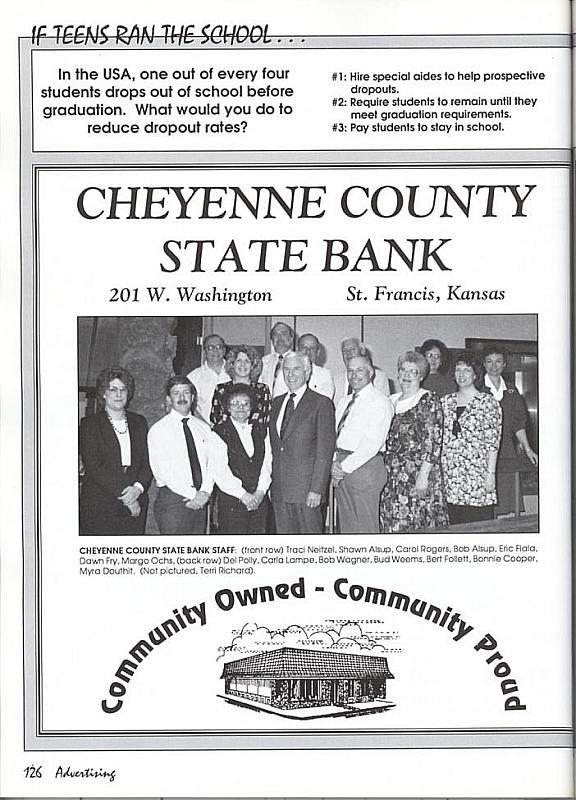 IF TEENS RAN THE SCHOOL . . .
In the USA, one out of every four
students drops out of school before
graduation. What would you do to
reduce dropout rates?
#1: Hire special aides to help prospective
dropouts.
#2: Require students to remain until they
meet graduation requirements.
#3: Pay students to stay in school.
CHEYENNE COUNTY
STATE BANK
201 W. Washington St. Francis, Kansas
CHEYENNE COUNTY STATE BANK STAFF: (front row) Traci Neitzel, Shawn Alsup, Carol Rogers, Bob Alsup, Eric Fiala,
Dawn Fry, Margo Ochs, (back row) Del Polly, Carla Lampe, Bob Wagner, Bud Weems, Bert Follett, Bonnie Cooper,
Myra Douthit. (Not pictured, Terri Richard).
Community Owned - Community Proud
126 Advertising